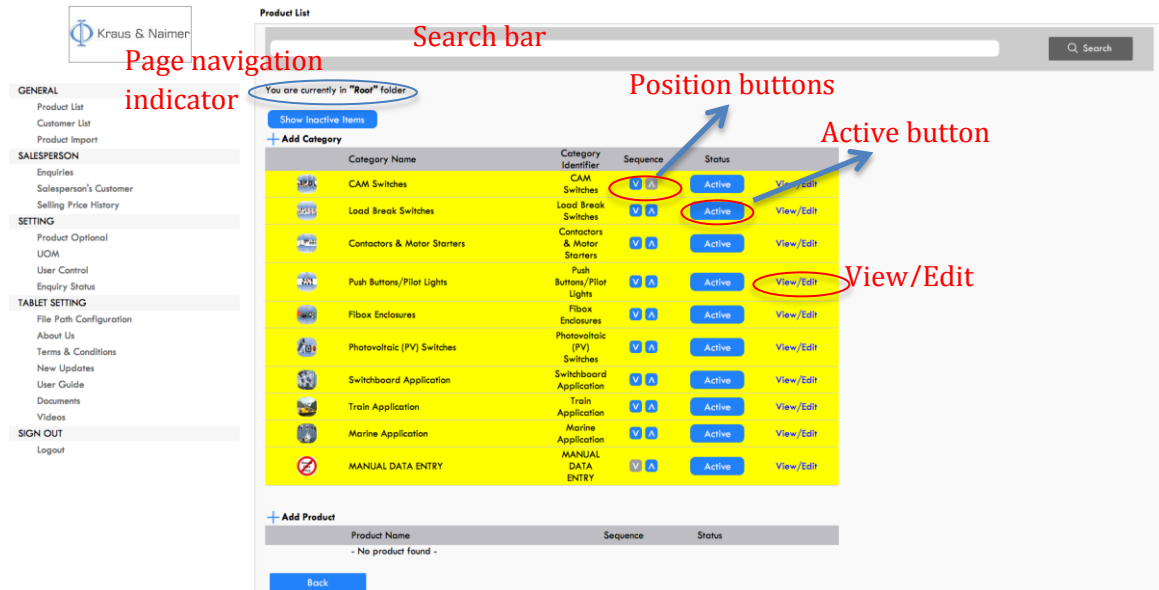 Product List
Kraus & Naimer
Search bar
Search
Page navigation
indicator
You are currently in "Root" folder
Position buttons
Active button
View/Edit
GENERAL
Product List
Customer List
Product Import
SALESPERSON
Enquiries
Salesperson's Customer
Selling Price History
SETTING
Product Optional
UOM
User Control
Enquiry Status
TABLET SETTING
File Path Configuration
About Us
Terms & Conditions
New Updates
User Guide
Documents
Videos
SIGN OUT
Logout
Show Inactive Items
+ Add Category
Category Name Category Identifier Sequence Status
CAM Switches CAM Switches V Λ Active View/Edit
Load Break Switches Load Break Switches V Λ Active View/Edit
Contactors & Motor Starters Contactors & Motor Starters V Λ Active View/Edit
Push Buttons/Pilot Lights Push Buttons/Pilot Lights V Λ Active View/Edit
Fibox Enclosures Fibox Enclosures V Λ Active View/Edit
Photovoltaic (PV) Switches Photovoltaic (PV) Switches V Λ Active View/Edit
Switchboard Application Switchboard Application V Λ Active View/Edit
Train Application Train Application V Λ Active View/Edit
Marine Application Marine Application V Λ Active View/Edit
MANUAL DATA ENTRY MANUAL DATA ENTRY V Λ Active View/Edit
+ Add Product
Product Name Sequence Status
- No product found -
Back